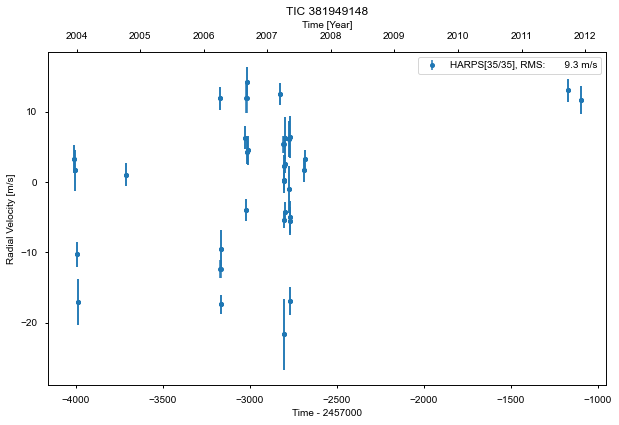 TIC 381949148
Time [Year]
2004 2005 2006 2007 2008 2009 2010 2011 2012
HARPS[35/35], RMS: 9.3 m/s
10
0
−10
−20
Radial Velocity [m/s]
−4000 −3500 −3000 −2500 −2000 −1500 −1000
Time - 2457000